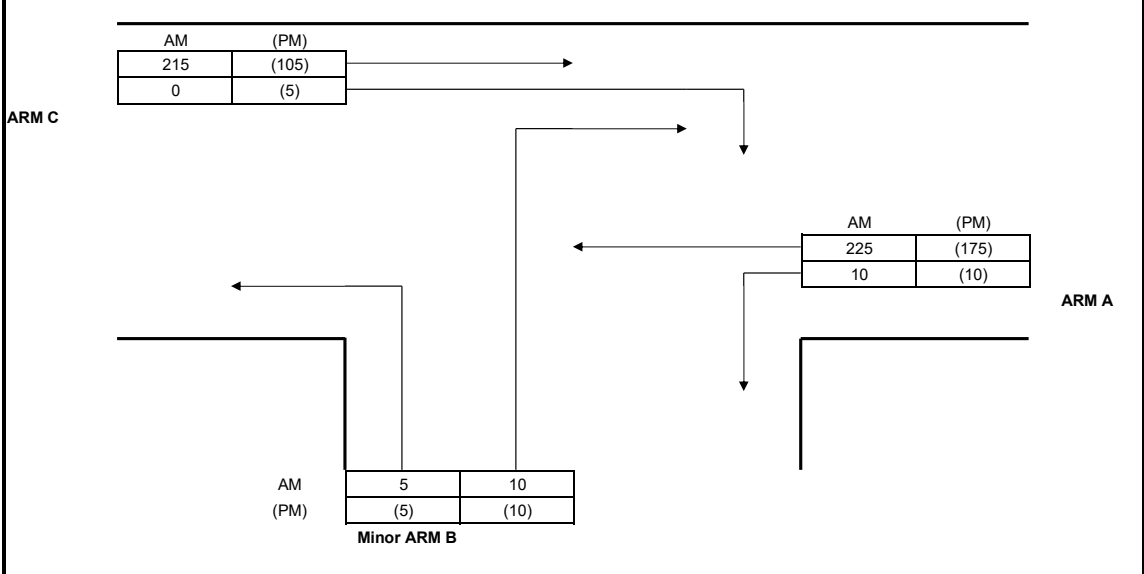 AM (PM)
215 (105)
0 (5)
ARM C
AM (PM)
225 (175)
10 (10)
ARM A
AM 5 10
(PM) (5) (10)
Minor ARM B